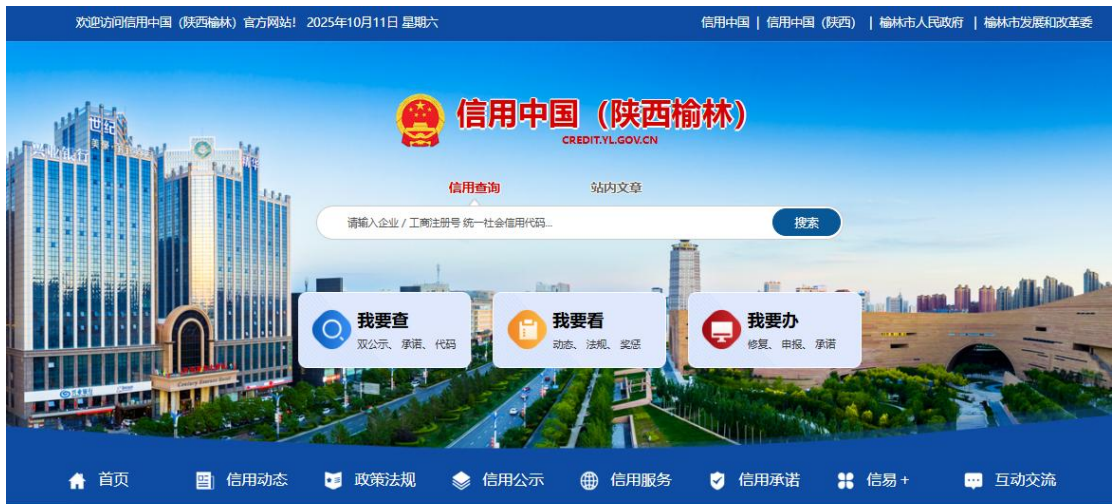 欢迎访问信用中国（陕西榆林）官方网站！ 2025年10月11日 星期六
信用中国 | 信用中国（陕西） | 榆林市人民政府 | 榆林市发展和改革委
信用中国（陕西榆林）
CREDIT.YL.GOV.CN
世纪
兴业银行
信用查询 站内文章
请输入企业 / 工商注册号 统一社会信用代码...
搜索
我要查
双公示、承诺、代码
我要看
动态、法规、奖惩
我要办
修复、申报、承诺
首页 信用动态 政策法规 信用公示 信用服务 信用承诺 信易+ 互动交流